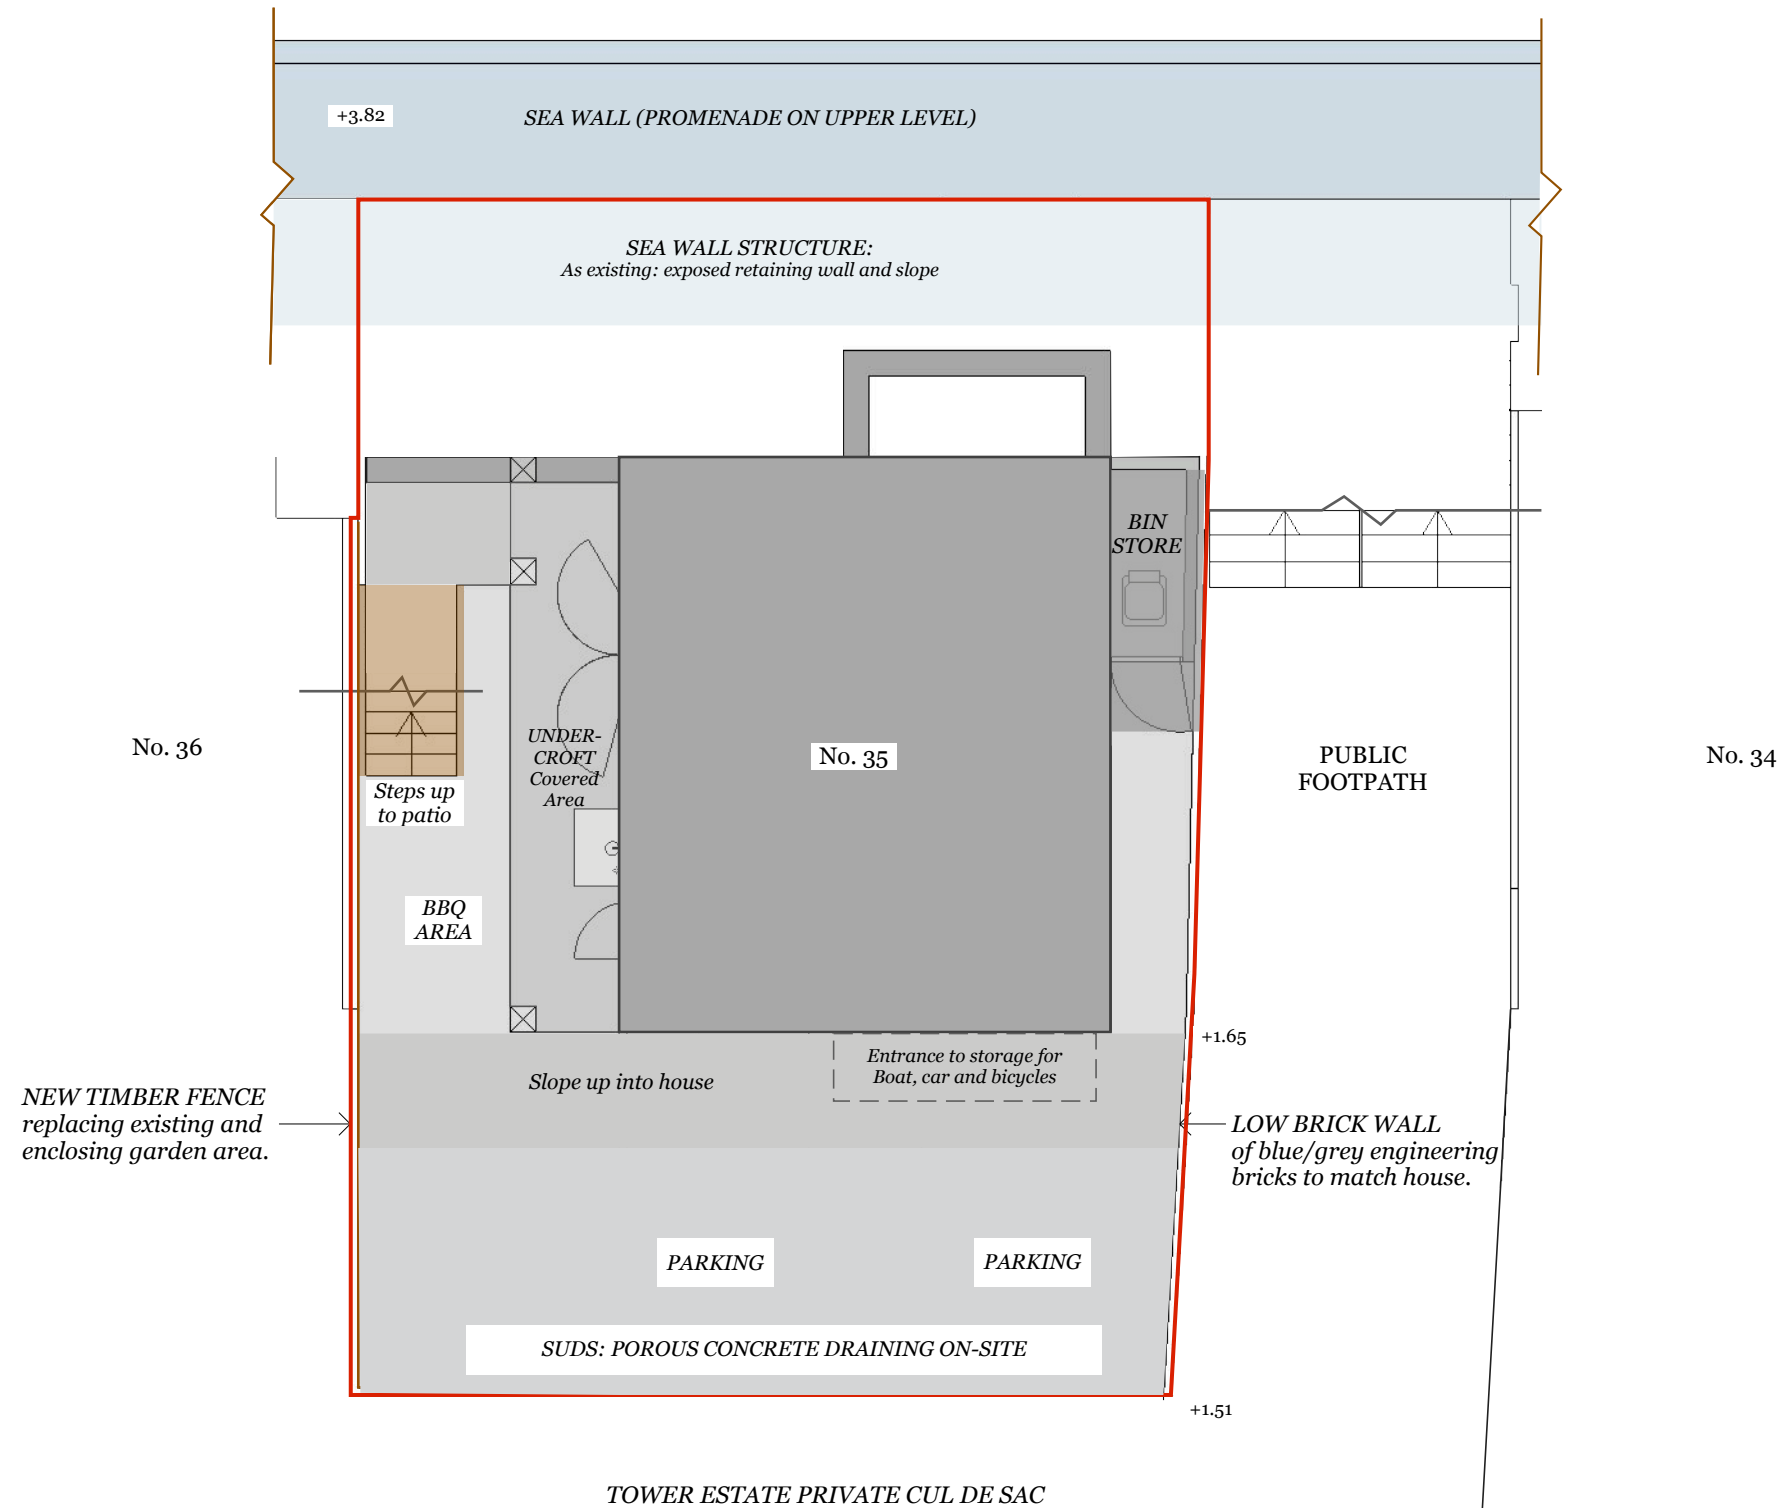 +3.82
SEA WALL (PROMENADE ON UPPER LEVEL)
SEA WALL STRUCTURE:
As existing: exposed retaining wall and slope
BIN
STORE
No. 36
UNDER-
CROFT
Covered
Area
No. 35
PUBLIC
FOOTPATH
No. 34
Steps up
to patio
BBQ
AREA
+1.65
Entrance to storage for
Boat, car and bicycles
Slope up into house
NEW TIMBER FENCE
replacing existing and
enclosing garden area.
LOW BRICK WALL
of blue/grey engineering
bricks to match house.
PARKING
PARKING
SUDS: POROUS CONCRETE DRAINING ON-SITE
+1.51
TOWER ESTATE PRIVATE CUL DE SAC